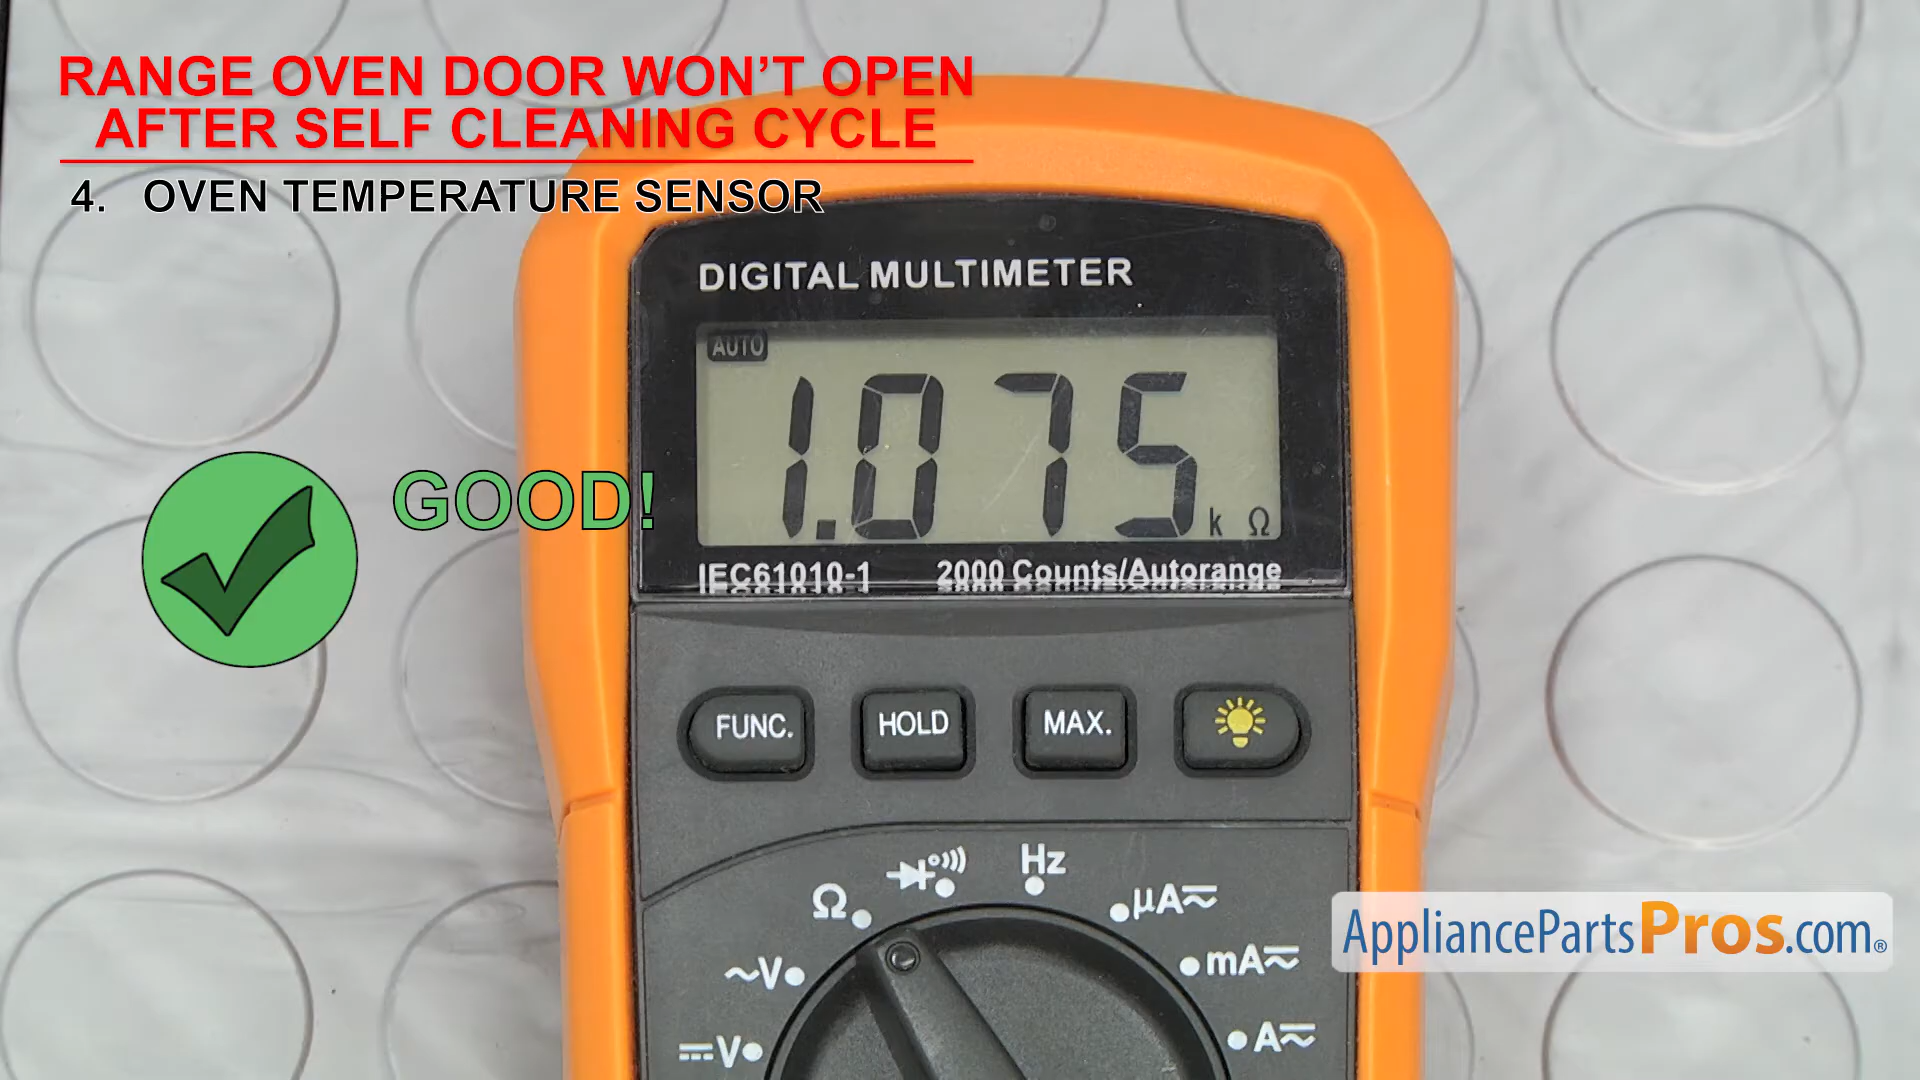 RANGE OVEN DOOR WON'T OPEN
AFTER SELF CLEANING CYCLE
4. OVEN TEMPERATURE SENSOR
DIGITAL MULTIMETER
AUTO
1.075 k Ω
GOOD!
IEC61010-1 2000 Counts/Autorange
FUNC. HOLD MAX.
Hz
Ω
µA
~V
mA
V
A
AppliancePartsPros.com®